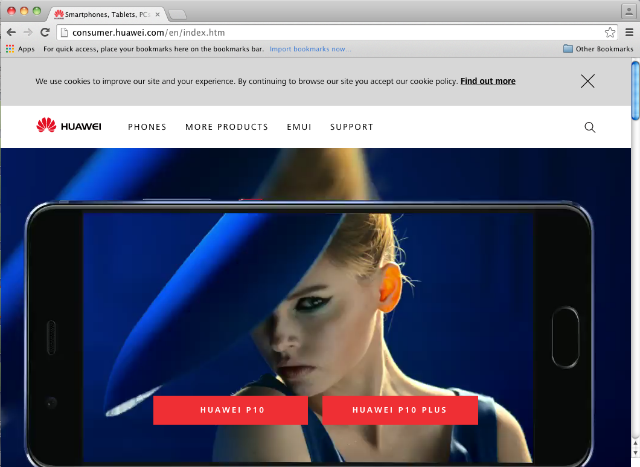 Smartphones, Tablets, PC
consumer.huawei.com/en/index.htm
Apps For quick access, place your bookmarks here on the bookmarks bar. Import bookmarks now... Other Bookmarks
We use cookies to improve our site and your experience. By continuing to browse our site you accept our cookie policy. Find out more
HUAWEI PHONES MORE PRODUCTS EMUI SUPPORT
HUAWEI P10 HUAWEI P10 PLUS